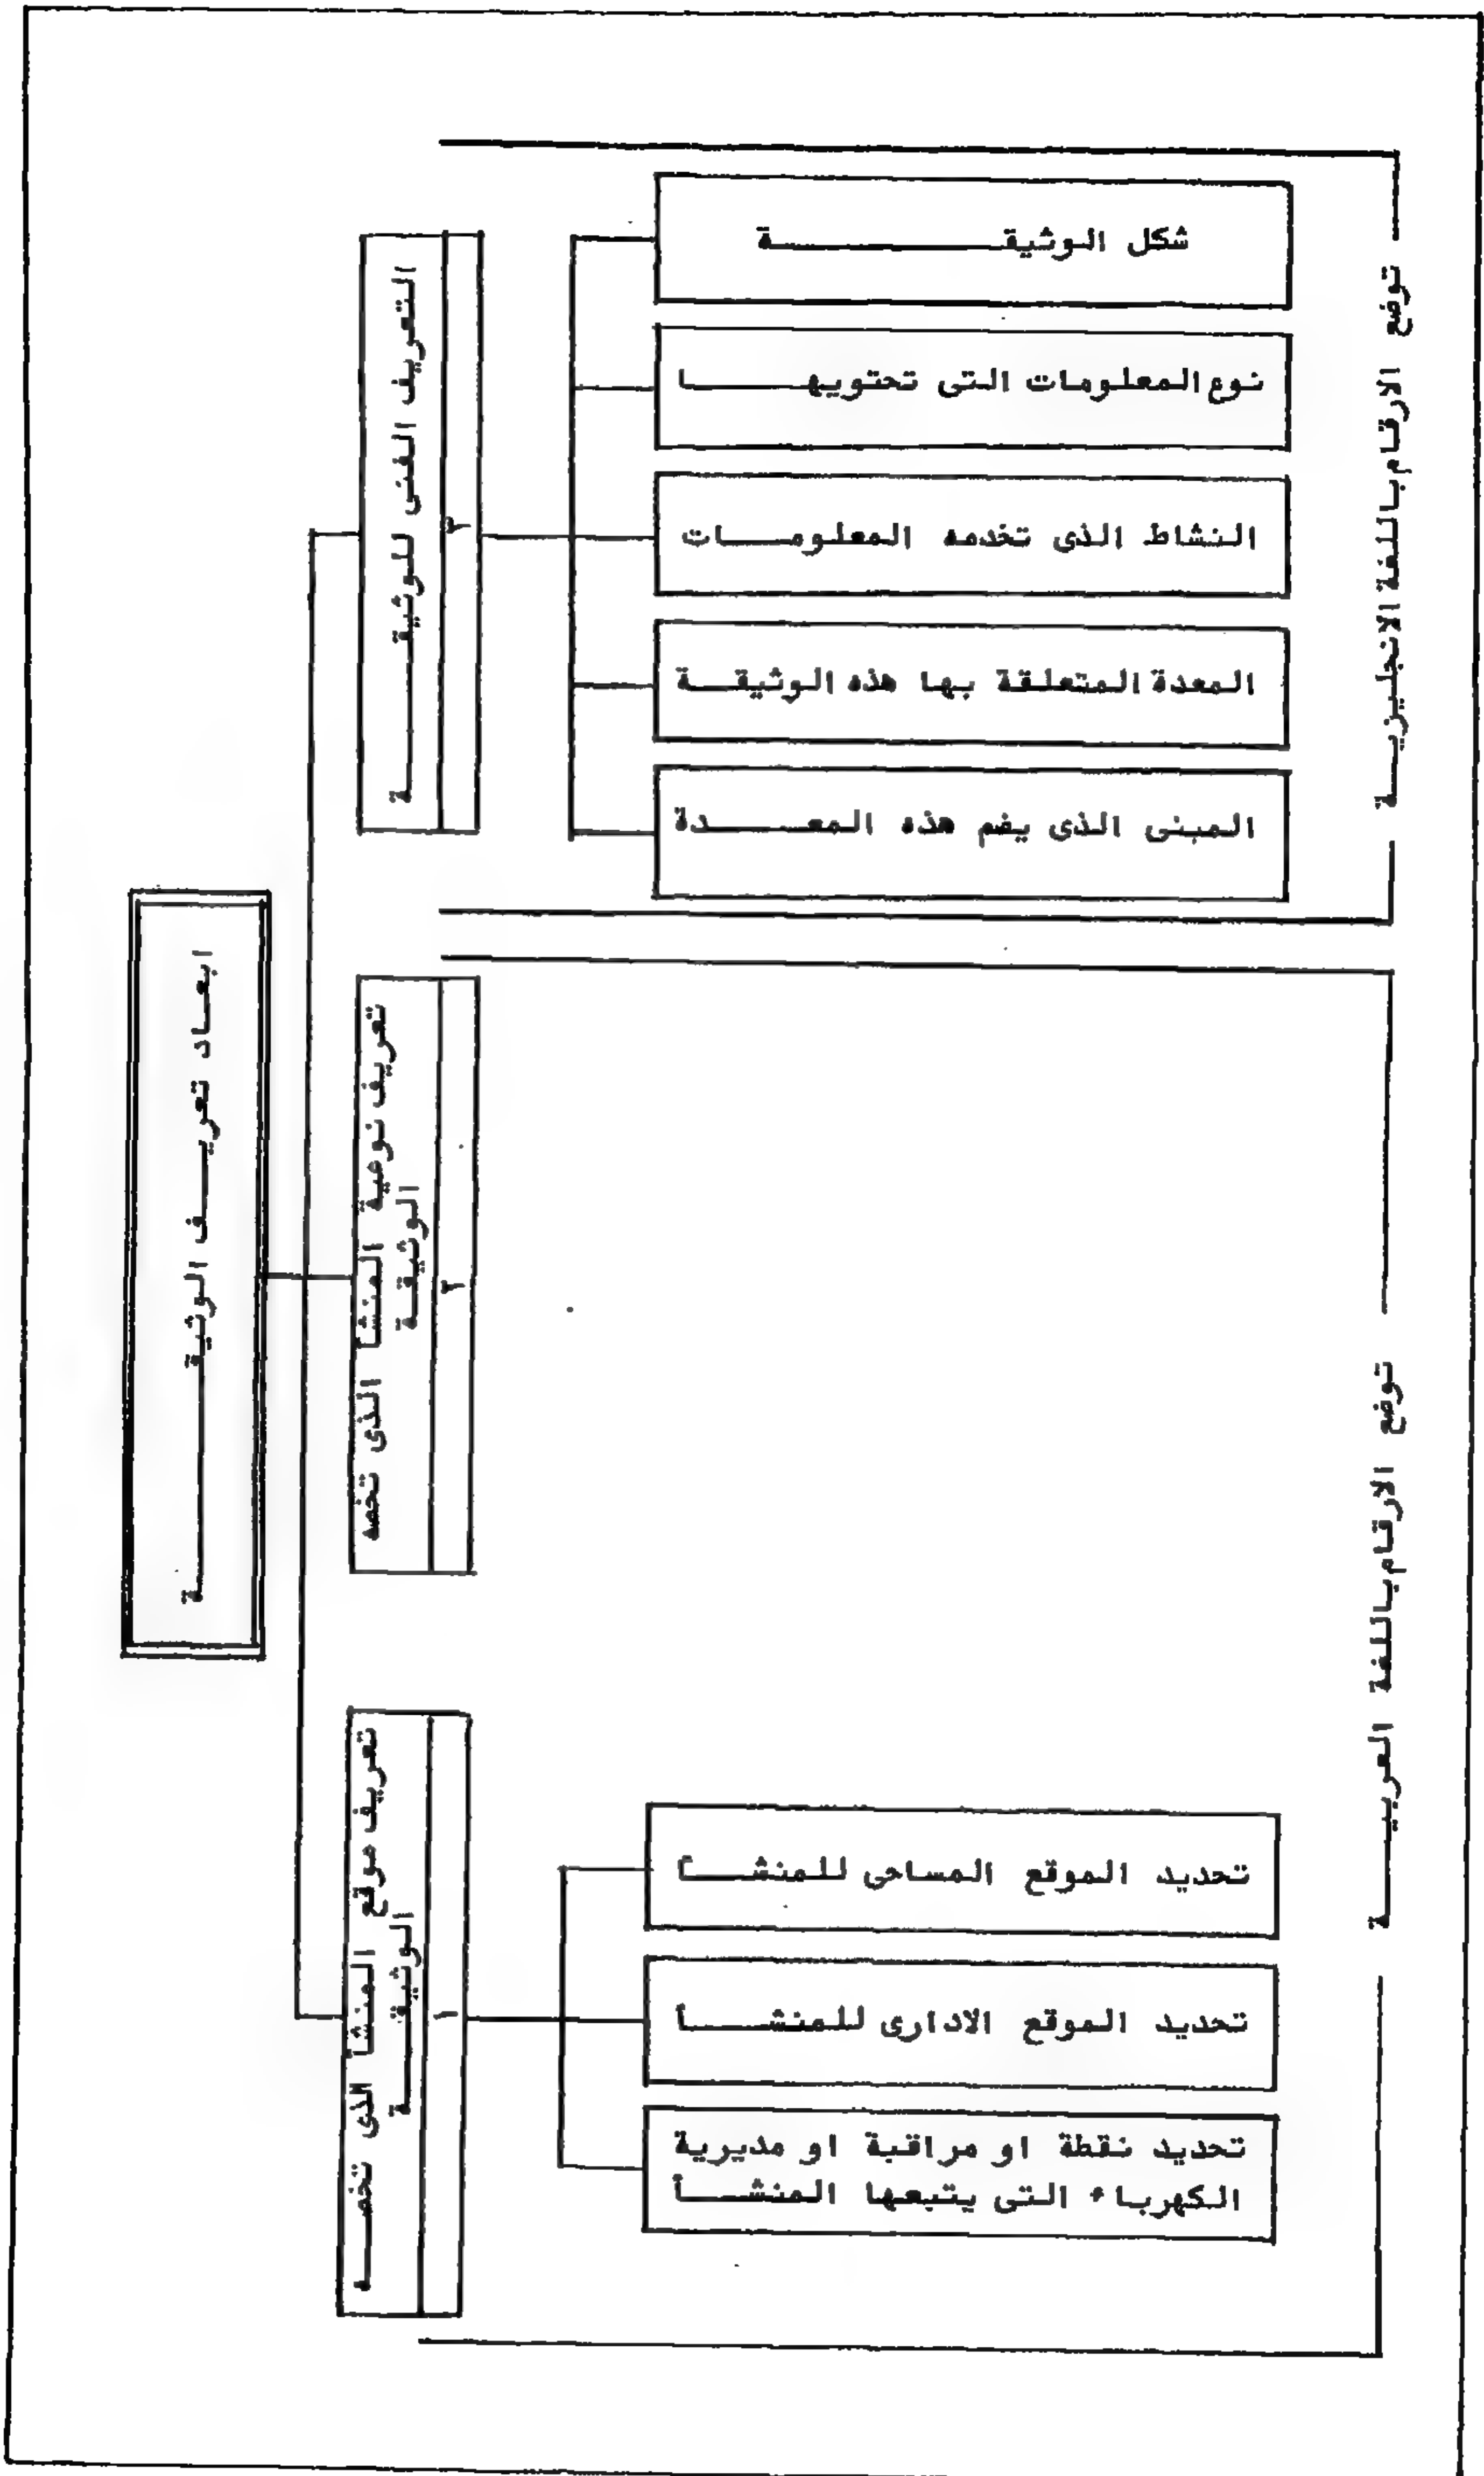 ابعاد تعريف الوثيقة
التعريف الفنى للوثيقة
٣
شكل الوثيقة
نوع المعلومات التى تحتويها
النشاط الذى تخدمه المعلومات
المعدة المتعلقة بها هذه الوثيقة
المبنى الذى يضم هذه المعدة
توضع الارقام باللغة الانجليزية
تعريف نوعية المنشأ الذى تخصه
الوثيقة
٢
تعريف موقع المنشأ الذى تخصه
الوثيقة
١
تحديد الموقع المساحى للمنشآ
تحديد الموقع الادارى للمنشأ
تحديد نقطة او مراقبة او مديرية
الكهرباء التى يتبعها المنشأ
توضع الارقام باللغة العربية